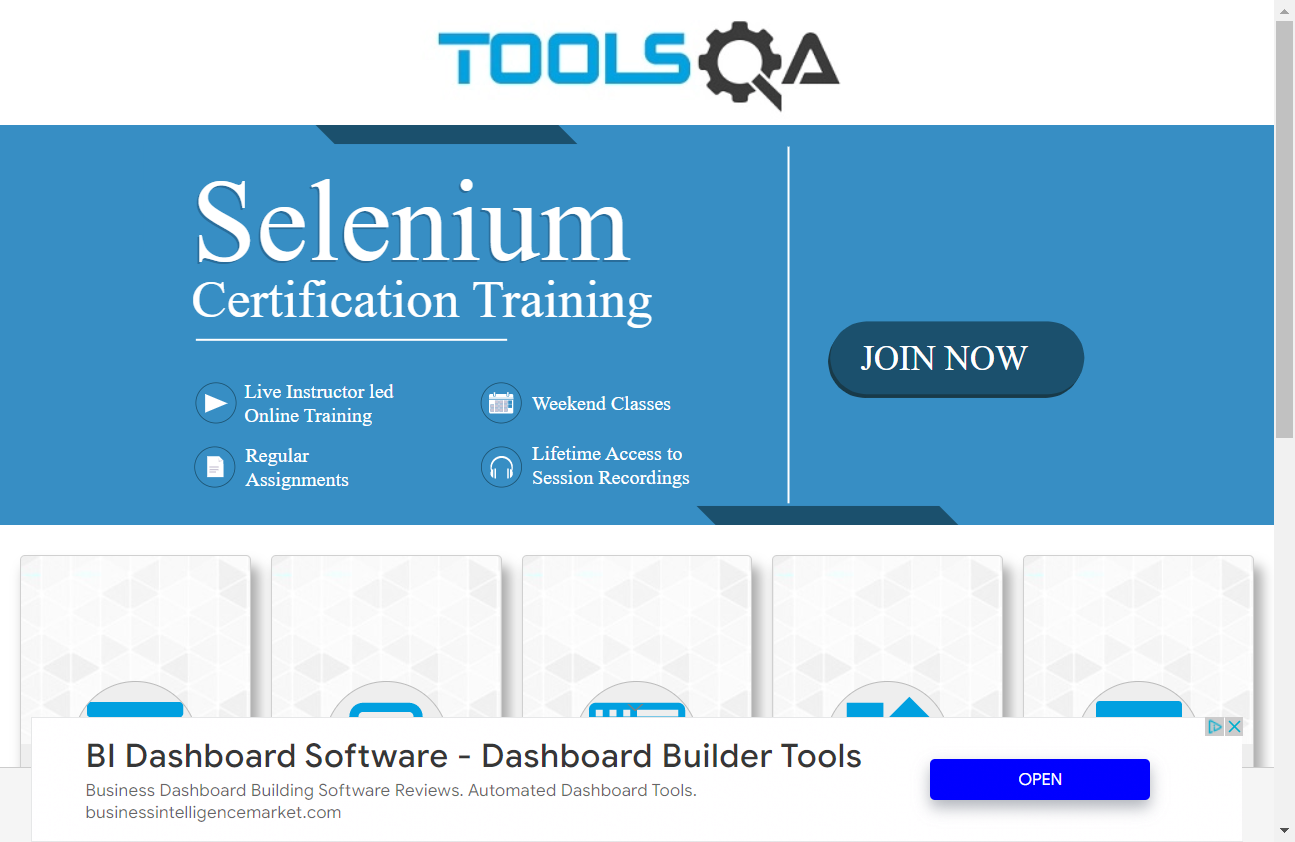 TOOLSQA
Selenium
Certification Training
Live Instructor led
Online Training
Weekend Classes
Regular
Assignments
Lifetime Access to
Session Recordings
JOIN NOW
BI Dashboard Software - Dashboard Builder Tools
Business Dashboard Building Software Reviews. Automated Dashboard Tools.
businessintelligencemarket.com
OPEN